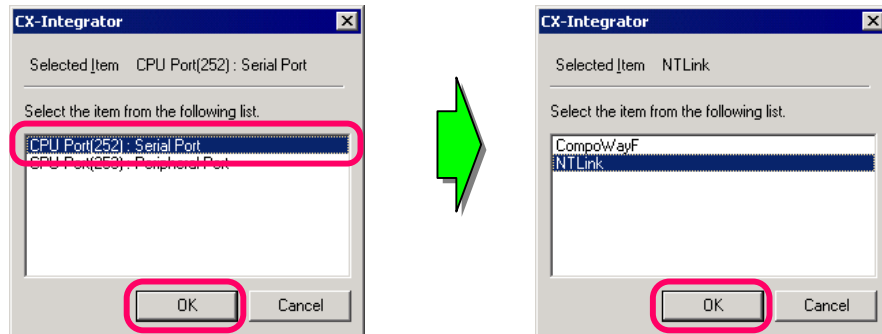 CX-Integrator
Selected Item CPU Port(252) : Serial Port
Select the item from the following list.
CPU Port(252) : Serial Port
CPU Port(253) : Peripheral Port
OK Cancel
CX-Integrator
Selected Item NTLink
Select the item from the following list.
CompoWayF
NTLink
OK Cancel